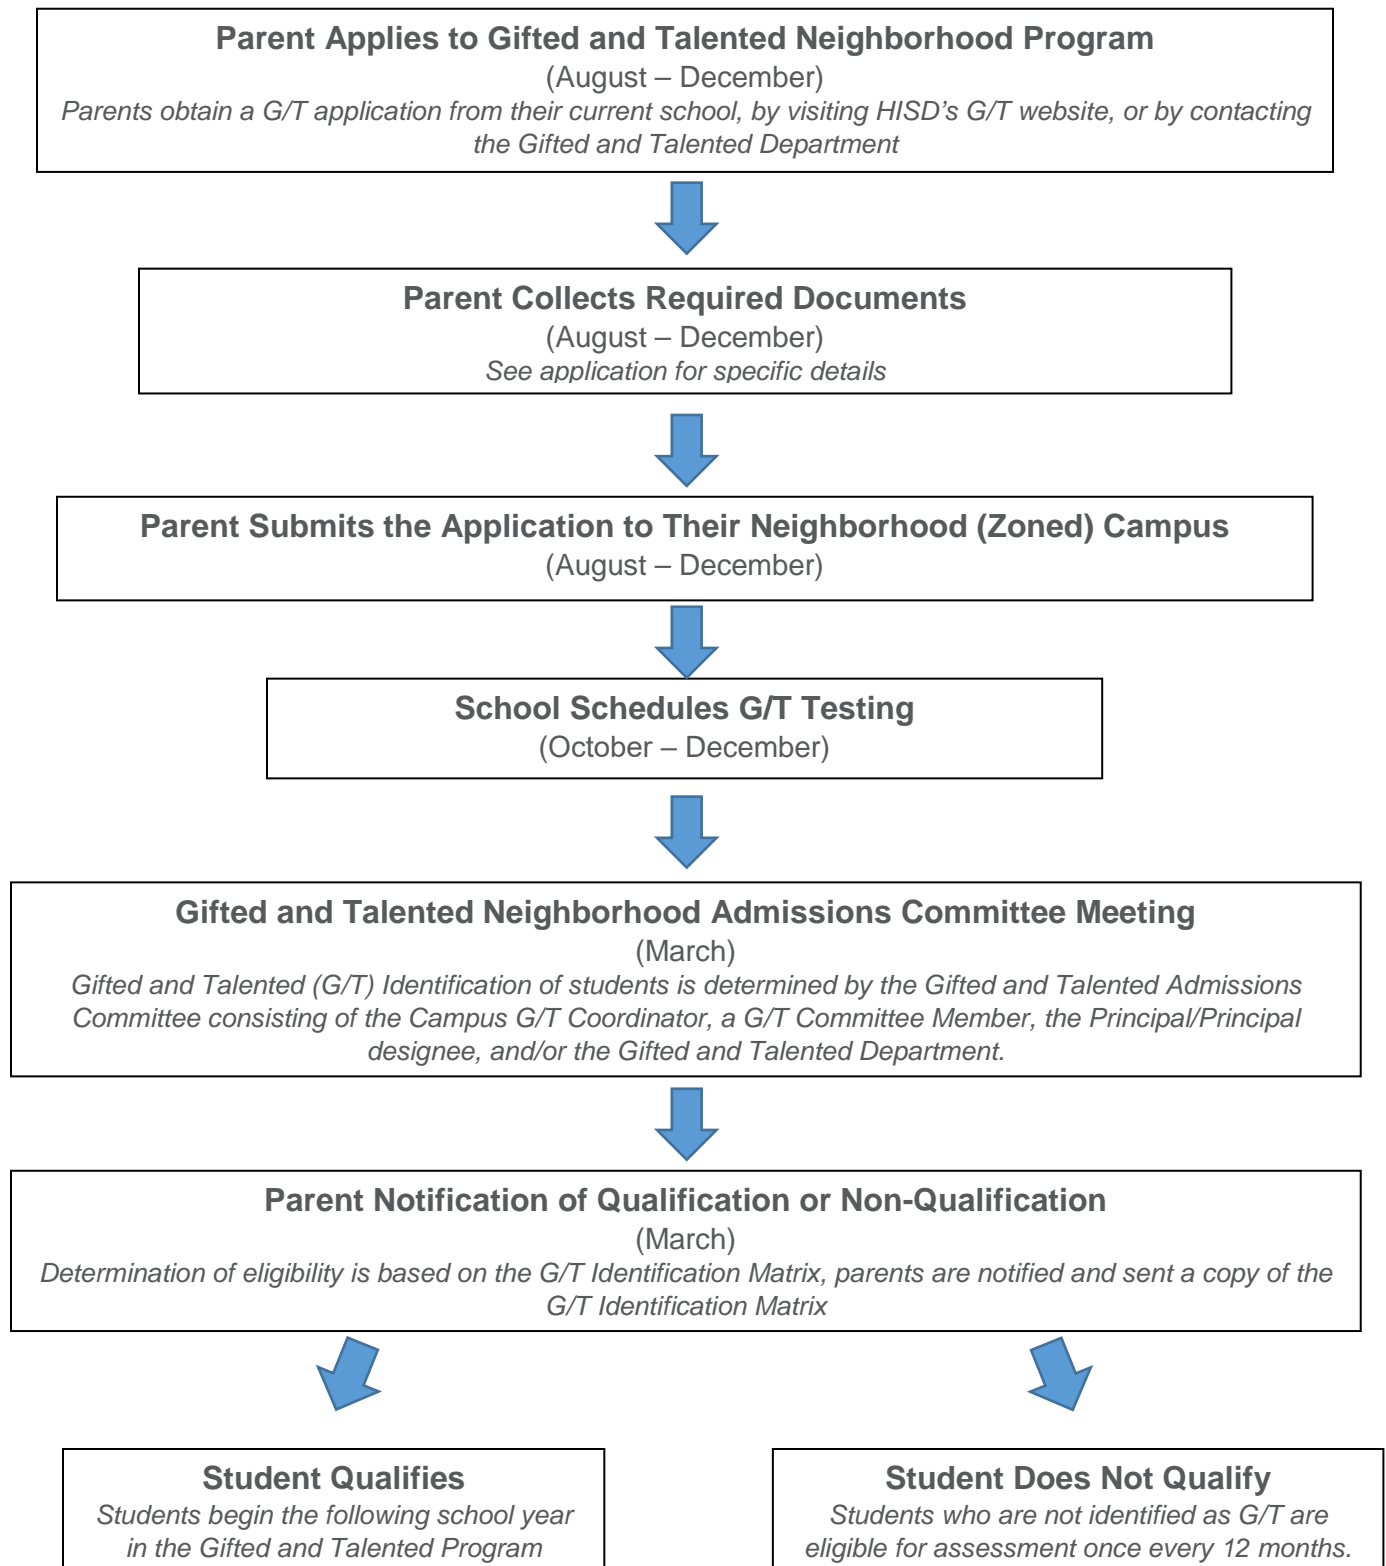 Parent Applies to Gifted and Talented Neighborhood Program
(August – December)
Parents obtain a G/T application from their current school, by visiting HISD’s G/T website, or by contacting
the Gifted and Talented Department
Parent Collects Required Documents
(August – December)
See application for specific details
Parent Submits the Application to Their Neighborhood (Zoned) Campus
(August – December)
School Schedules G/T Testing
(October – December)
Gifted and Talented Neighborhood Admissions Committee Meeting
(March)
Gifted and Talented (G/T) Identification of students is determined by the Gifted and Talented Admissions
Committee consisting of the Campus G/T Coordinator, a G/T Committee Member, the Principal/Principal
designee, and/or the Gifted and Talented Department.
Parent Notification of Qualification or Non-Qualification
(March)
Determination of eligibility is based on the G/T Identification Matrix, parents are notified and sent a copy of the
G/T Identification Matrix
Student Qualifies
Students begin the following school year
in the Gifted and Talented Program
Student Does Not Qualify
Students who are not identified as G/T are
eligible for assessment once every 12 months.